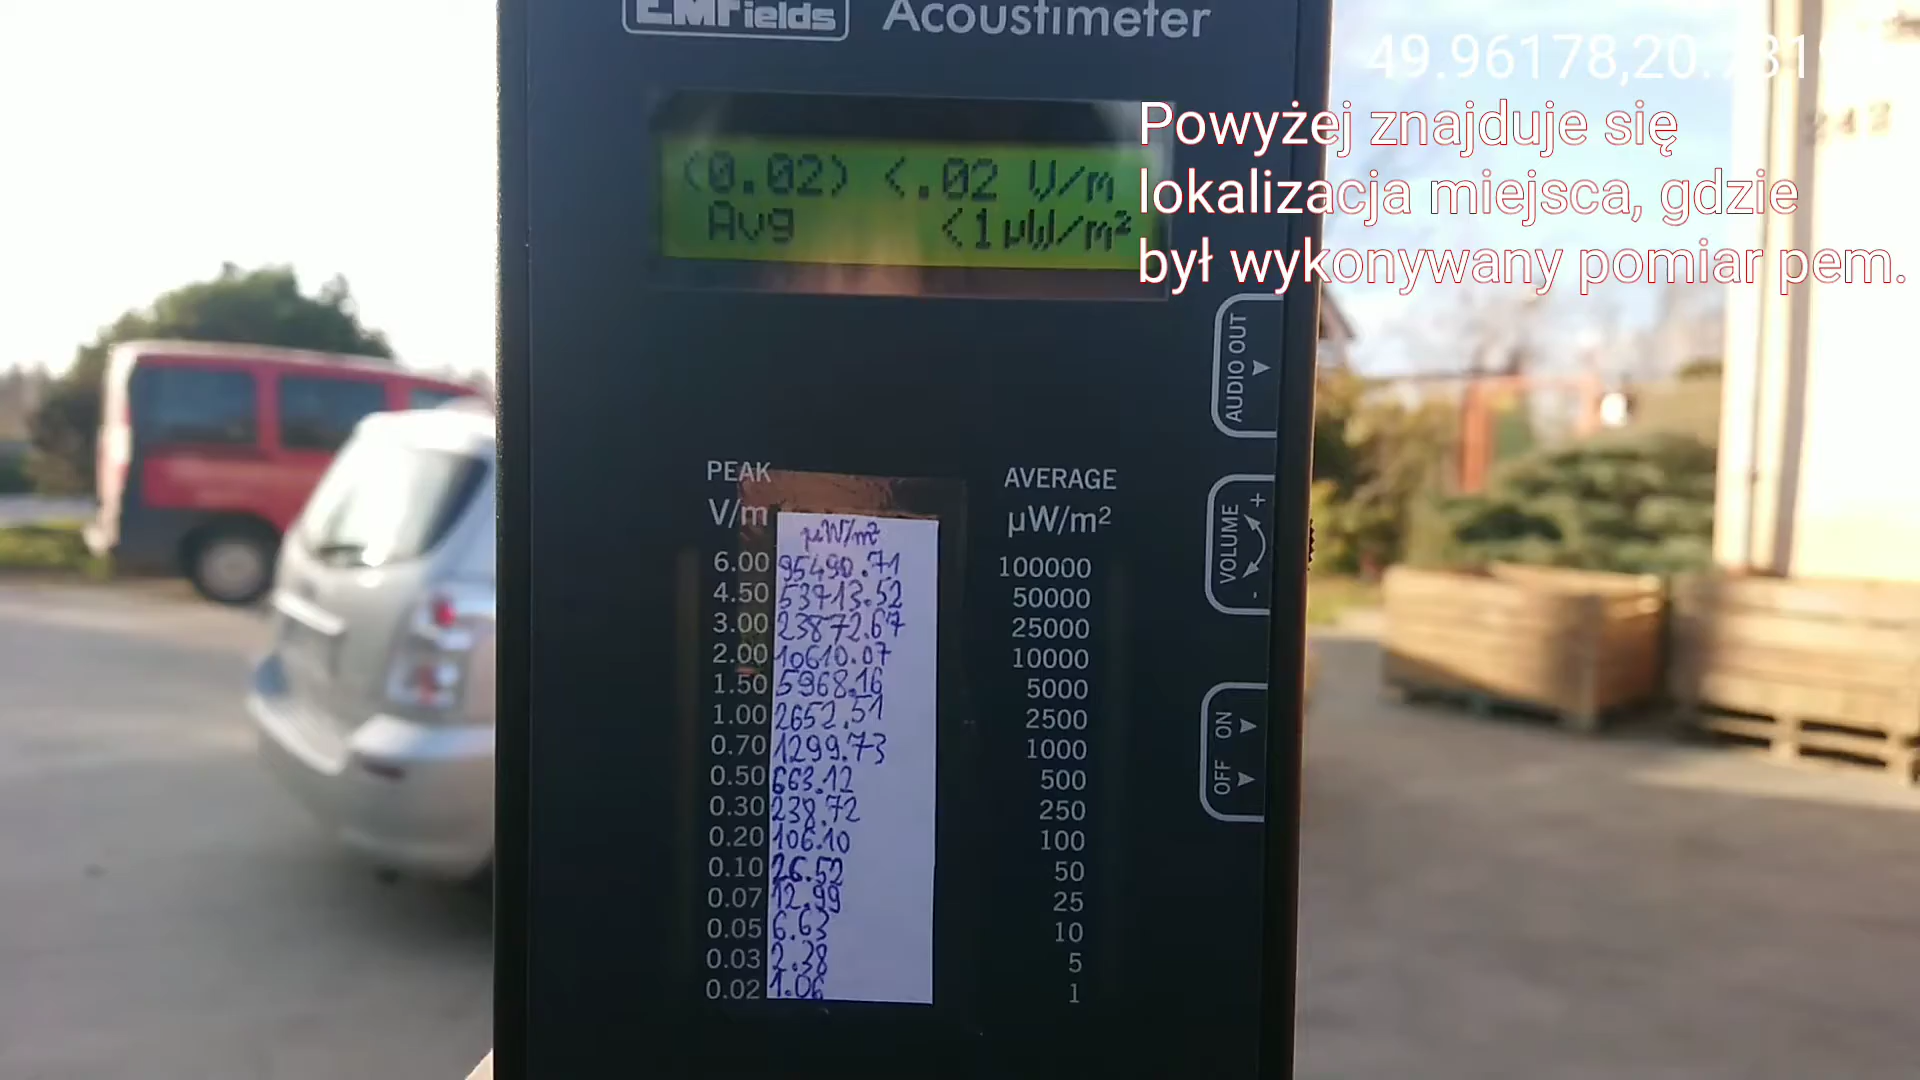 EMFields Acoustimeter
49.96178,20.731
Powyżej znajduje się
lokalizacja miejsca, gdzie
był wykonywany pomiar pem.
(0.02) <.02 V/m
Avg <1µW/m²
AUDIO OUT
VOLUME
+
-
ON
OFF
PEAK
V/m
µW/m²
AVERAGE
µW/m²
6.00 95490.71 100000
4.50 53713.52 50000
3.00 23872.67 25000
2.00 10610.07 10000
1.50 5968.16 5000
1.00 2652.51 2500
0.70 1299.73 1000
0.50 663.12 500
0.30 238.72 250
0.20 106.10 100
0.10 26.52 50
0.07 12.99 25
0.05 6.63 10
0.03 2.38 5
0.02 1.06 1